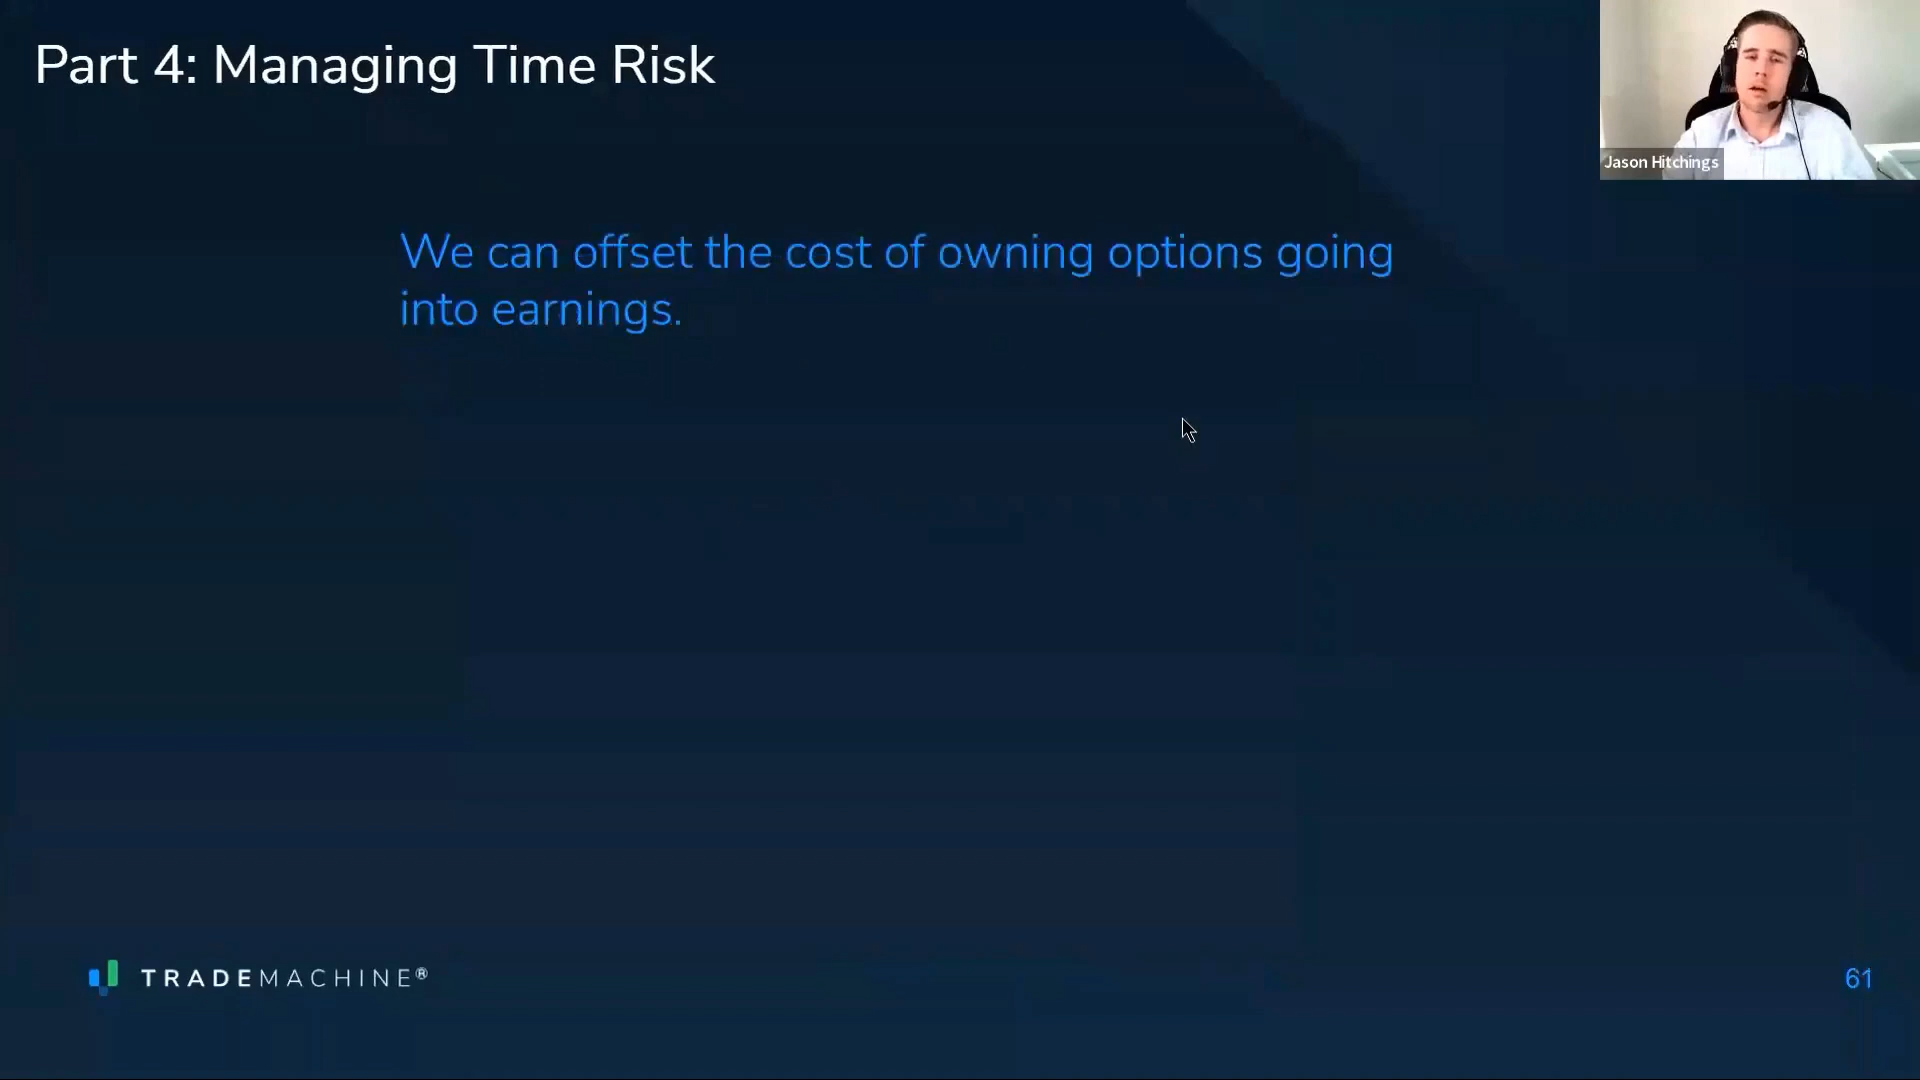 Part 4: Managing Time Risk
Jason Hitchings
We can offset the cost of owning options going
into earnings.
TRADEMACHINE®
61